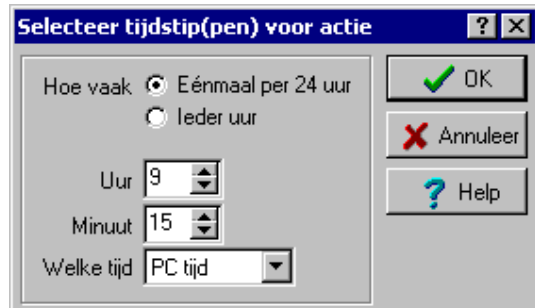 Selecteer tijdstip(pen) voor actie
Hoe vaak Eénmaal per 24 uur
Ieder uur
Uur 9
Minuut 15
Welke tijd PC tijd
OK
Annuleer
? Help